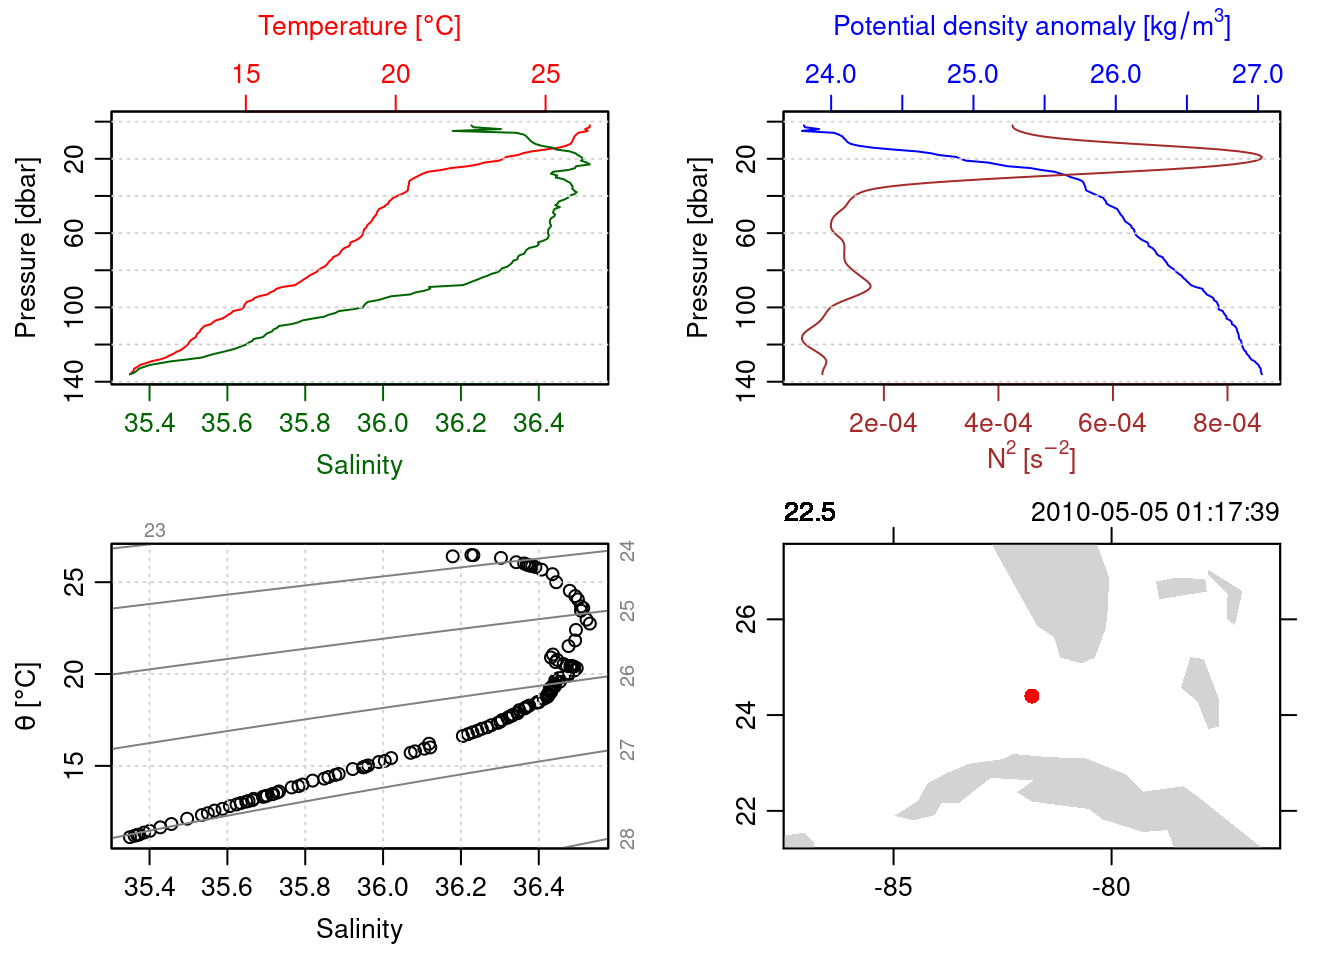 Temperature [°C]
15 20 25
Pressure [dbar]
20 60 100 140
35.4 35.6 35.8 36.0 36.2 36.4
Salinity
Potential density anomaly [kg/m³]
24.0 25.0 26.0 27.0
Pressure [dbar]
20 60 100 140
2e-04 4e-04 6e-04 8e-04
N² [s⁻²]
23
24
25
26
27
28
θ [°C]
25 20 15
35.4 35.6 35.8 36.0 36.2 36.4
Salinity
22.5 2010-05-05 01:17:39
26 24 22
-85 -80